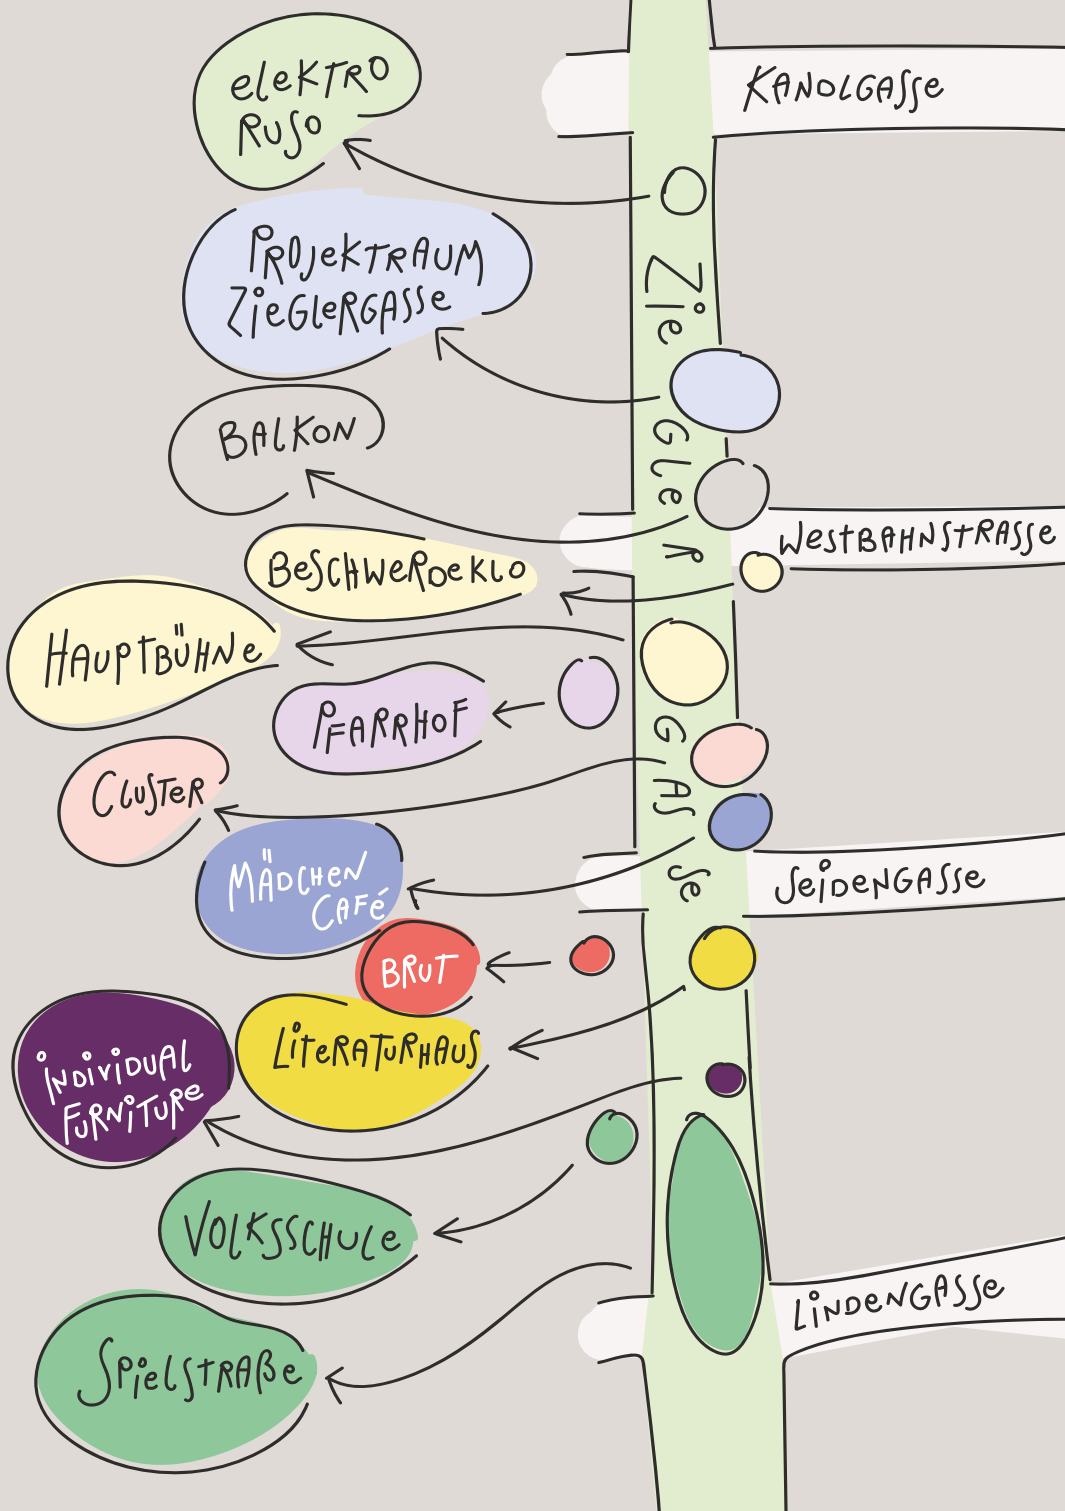 elektro
RUSO
KANDLGASSE
PROJEKTRAUM
ZIEGLERGASSE
BALKON
ZIEGLERGASSE
WESTBAHNSTRASSE
BESCHWERDEKLO
HAUPTBÜHNE
PFARRHOF
CLUSTER
MÄDCHEN
CAFÉ
SEIDENGASSE
BRUT
LITERATURHAUS
INDIVIDUAL
FURNITURE
VOLKSSCHULE
LINDENGASSE
SPIELSTRAßE